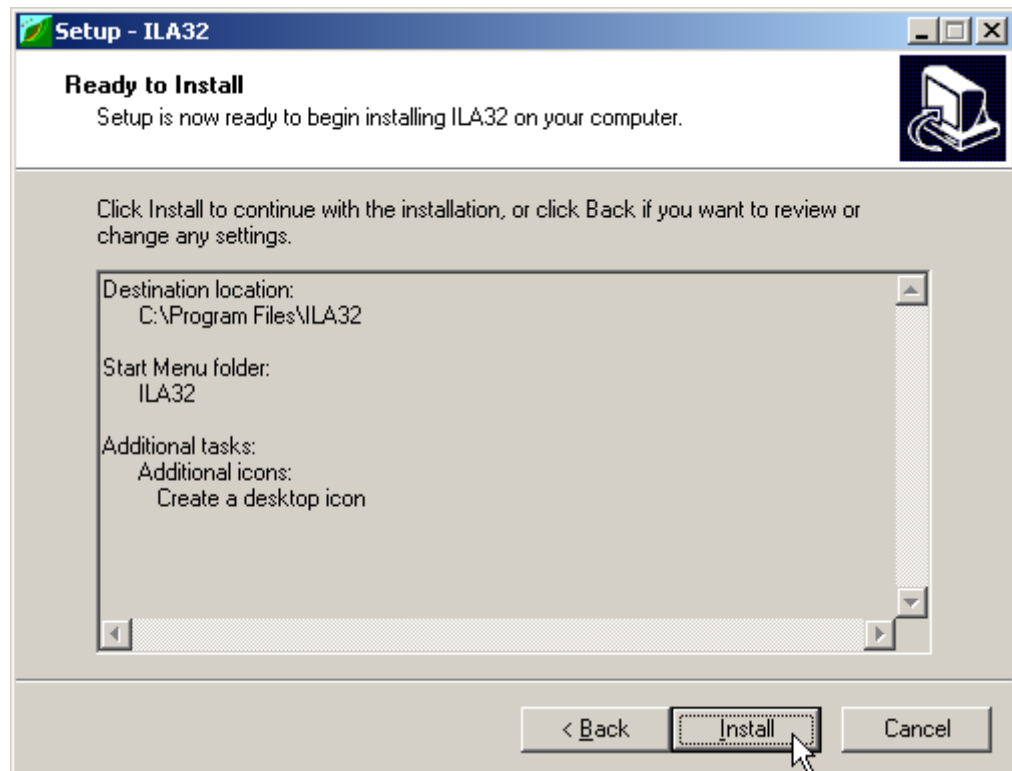 Setup - ILA32
Ready to Install
Setup is now ready to begin installing ILA32 on your computer.
Click Install to continue with the installation, or click Back if you want to review or
change any settings.
Destination location:
C:\Program Files\ILA32
Start Menu folder:
ILA32
Additional tasks:
Additional icons:
Create a desktop icon
< Back Install Cancel